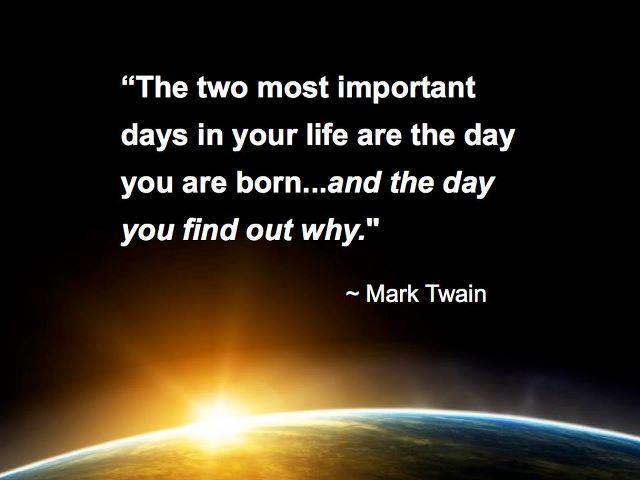 “The two most important
days in your life are the day
you are born...and the day
you find out why."
~ Mark Twain